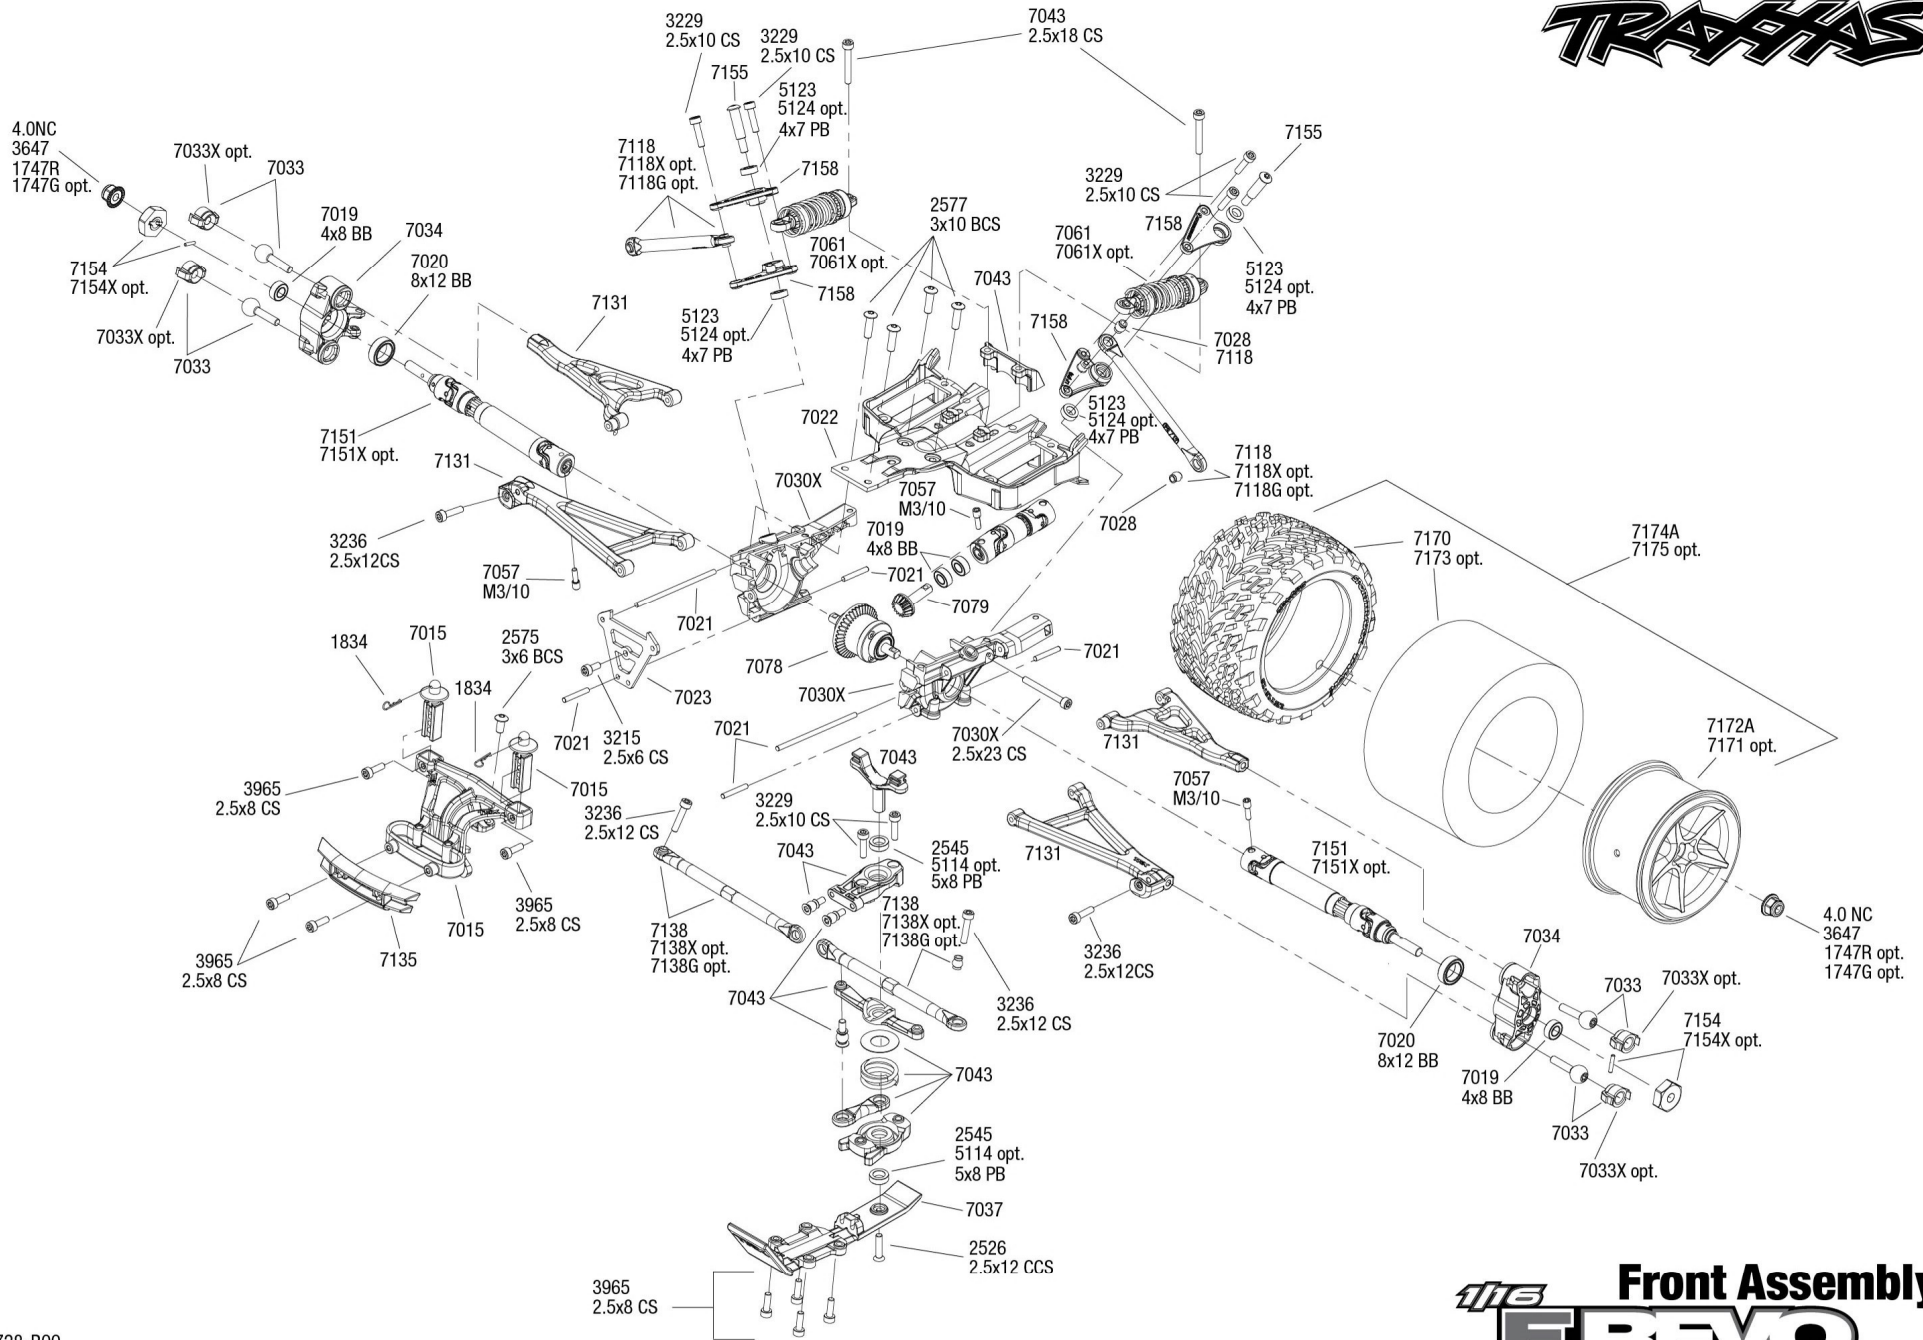 TRAXXAS
3229
2.5x10 CS
3229
2.5x10 CS
7155
5123
5124 opt.
4x7 PB
7043
2.5x18 CS
4.0NC
3647
1747R
1747G opt.
7033X opt.
7033
7118
7118X opt.
7118G opt.
7158
7155
3229
2.5x10 CS
7158
7019
4x8 BB
7034
7020
8x12 BB
7154
7154X opt.
7033X opt.
7033
7131
7061
7061X opt.
7158
5123
5124 opt.
4x7 PB
2577
3x10 BCS
7043
7061
7061X opt.
5123
5124 opt.
4x7 PB
7158
7028
7118
7022
5123
5124 opt.
4x7 PB
7151
7151X opt.
7131
7030X
7057
M3/10
7118
7118X opt.
7118G opt.
7028
3236
2.5x12CS
7057
M3/10
7019
4x8 BB
7021
7079
7021
7170
7173 opt.
7174A
7175 opt.
1834
7015
2575
3x6 BCS
1834
7078
7023
7021
3215
2.5x6 CS
7030X
7021
7030X
2.5x23 CS
7021
7131
7172A
7171 opt.
3965
2.5x8 CS
7015
3236
2.5x12 CS
7043
3229
2.5x10 CS
7057
M3/10
7043
2545
5114 opt.
5x8 PB
7131
7151
7151X opt.
3965
2.5x8 CS
7015
7135
3965
2.5x8 CS
7138
7138X opt.
7138G opt.
7138
7138X opt.
7138G opt.
7043
3236
2.5x12 CS
3236
2.5x12CS
7034
4.0 NC
3647
1747R opt.
1747G opt.
7033
7033X opt.
7020
8x12 BB
7154
7154X opt.
7043
7019
4x8 BB
7033
7033X opt.
2545
5114 opt.
5x8 PB
7037
2526
2.5x12 CCS
3965
2.5x8 CS
Front Assembly
1/16
E-REVO